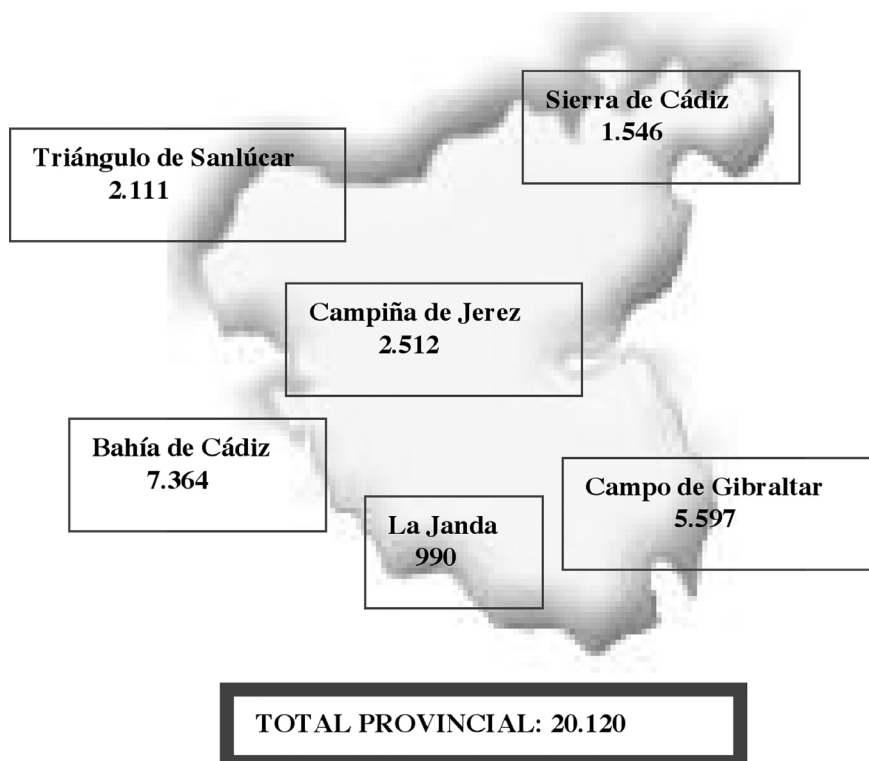 Sierra de Cádiz
1.546
Triángulo de Sanlúcar
2.111
Campiña de Jerez
2.512
Bahía de Cádiz
7.364
Campo de Gibraltar
5.597
La Janda
990
TOTAL PROVINCIAL: 20.120